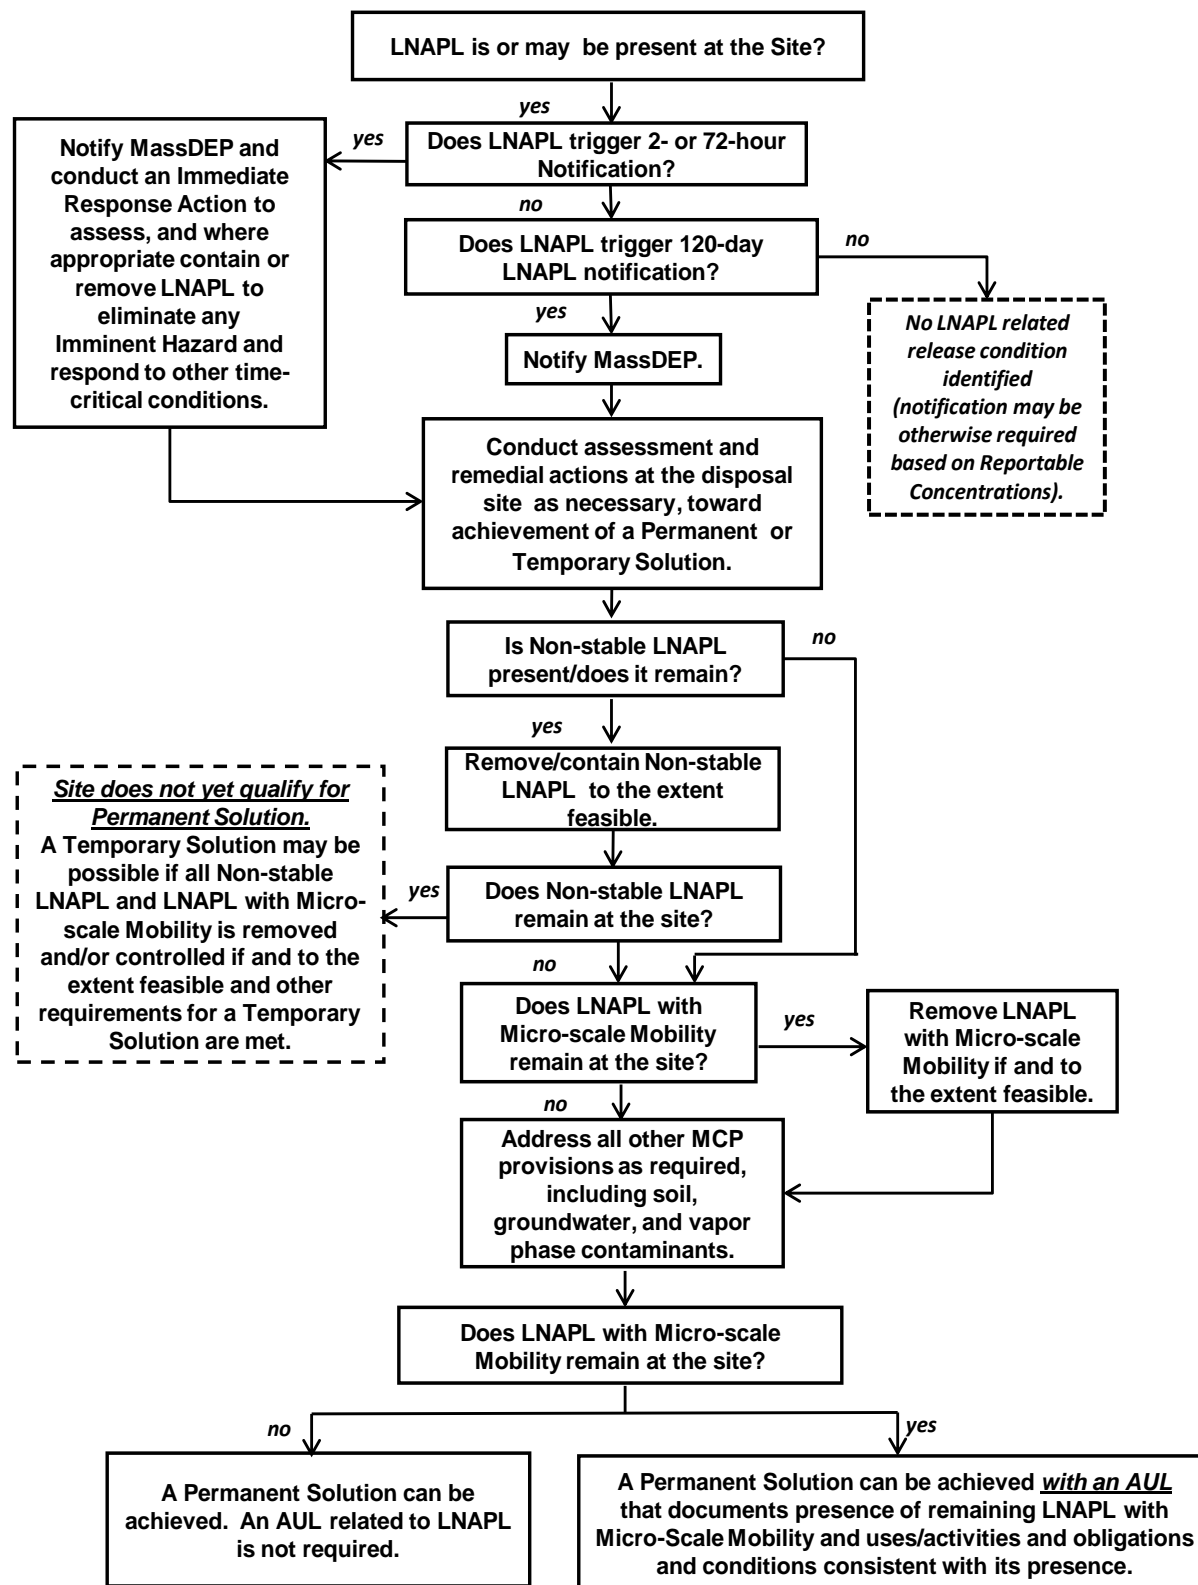 LNAPL is or may be present at the Site?
yes
Does LNAPL trigger 2- or 72-hour
Notification?
yes
Notify MassDEP and
conduct an Immediate
Response Action to
assess, and where
appropriate contain or
remove LNAPL to
eliminate any
Imminent Hazard and
respond to other time-
critical conditions.
no
Does LNAPL trigger 120-day
LNAPL notification?
no
No LNAPL related
release condition
identified
(notification may be
otherwise required
based on Reportable
Concentrations).
yes
Notify MassDEP.
Conduct assessment and
remedial actions at the disposal
site as necessary, toward
achievement of a Permanent or
Temporary Solution.
Is Non-stable LNAPL
present/does it remain?
no
yes
Remove/contain Non-stable
LNAPL to the extent
feasible.
Does Non-stable LNAPL
remain at the site?
yes
Site does not yet qualify for
Permanent Solution.
A Temporary Solution may be
possible if all Non-stable
LNAPL and LNAPL with Micro-
scale Mobility is removed
and/or controlled if and to the
extent feasible and other
requirements for a Temporary
Solution are met.
no
Does LNAPL with
Micro-scale Mobility
remain at the site?
yes
Remove LNAPL
with Micro-scale
Mobility if and to
the extent feasible.
no
Address all other MCP
provisions as required,
including soil,
groundwater, and vapor
phase contaminants.
Does LNAPL with Micro-scale
Mobility remain at the site?
no
A Permanent Solution can be
achieved. An AUL related to LNAPL
is not required.
yes
A Permanent Solution can be achieved with an AUL
that documents presence of remaining LNAPL with
Micro-Scale Mobility and uses/activities and obligations
and conditions consistent with its presence.